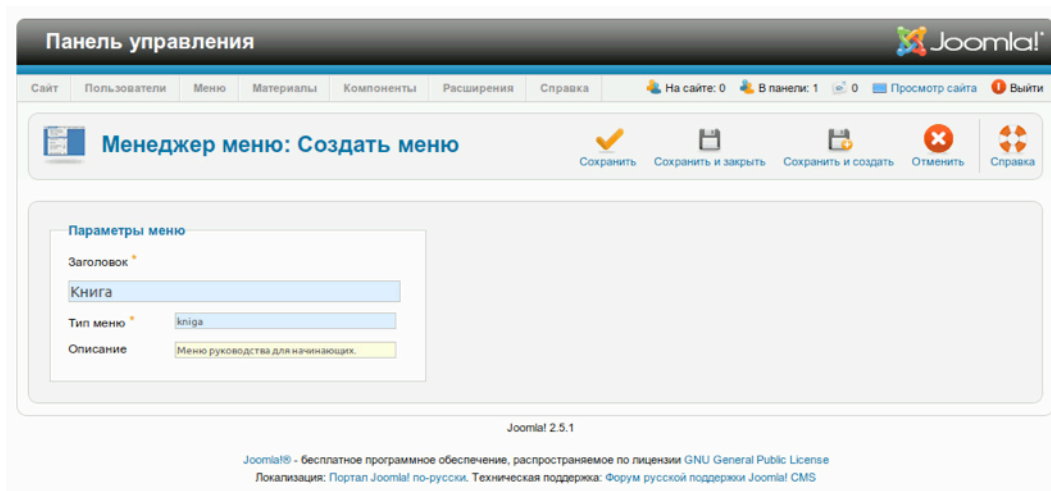 Панель управления
Joomla!
Сайт Пользователи Меню Материалы Компоненты Расширения Справка На сайте: 0 В панели: 1 0 Просмотр сайта Выйти
Менеджер меню: Создать меню
Сохранить Сохранить и закрыть Сохранить и создать Отменить Справка
Параметры меню
Заголовок *
Книга
Тип меню * kniga
Описание Меню руководства для начинающих.
Joomla! 2.5.1
Joomla!® - бесплатное программное обеспечение, распространяемое по лицензии GNU General Public License
Локализация: Портал Joomla! по-русски. Техническая поддержка: Форум русской поддержки Joomla! CMS